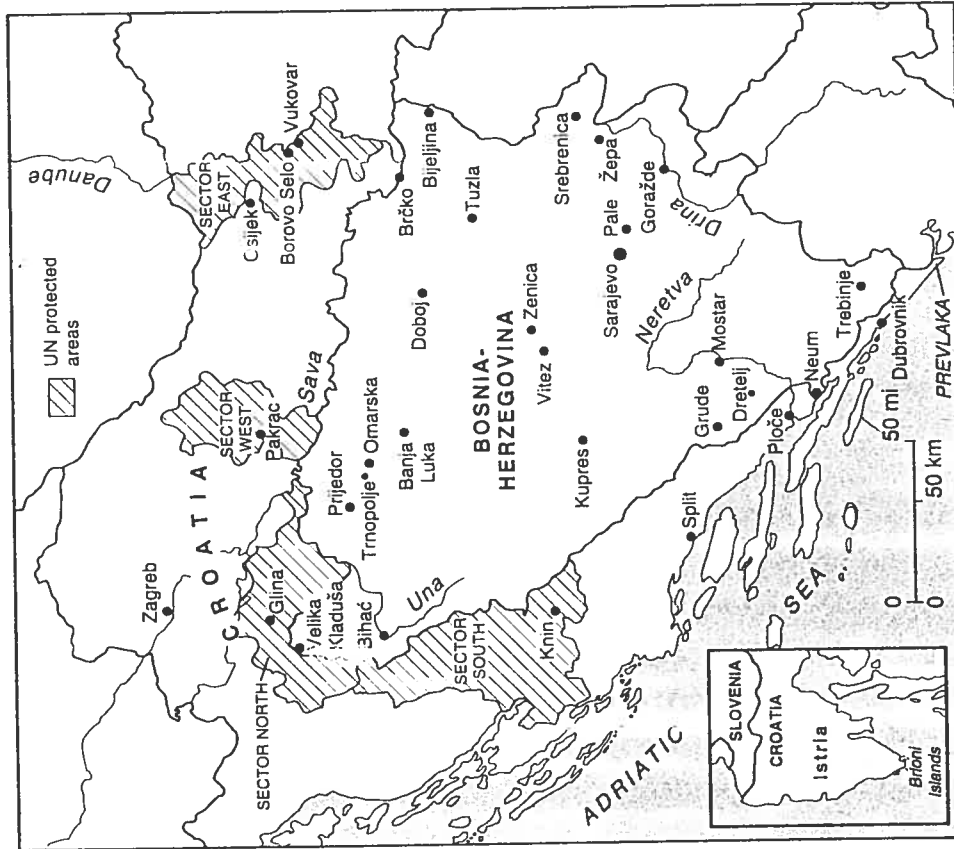 UN protected
areas
Danube
SECTOR
EAST
Osijek
Borovo Selo
Vukovar
SECTOR
WEST
Pakrac
Sava
Zagreb
CROATIA
SECTOR NORTH
Glina
Velika
Kladuša
Bihać
Una
SECTOR
SOUTH
Knin
Prijedor
Trnopolje
Omarska
Banja
Luka
Doboj
Brčko
Bijeljina
Tuzla
BOSNIA-
HERZEGOVINA
Zenica
Vitez
Kupres
Srebrenica
Žepa
Pale
Goražde
Drina
Sarajevo
Neretva
Mostar
Grude
Dretelj
Ploče
Neum
Trebinje
Dubrovnik
PREVLAKA
Split
ADRIATIC
SEA
0 50 mi
0 50 km
SLOVENIA
CROATIA
Istria
Brioni
Islands